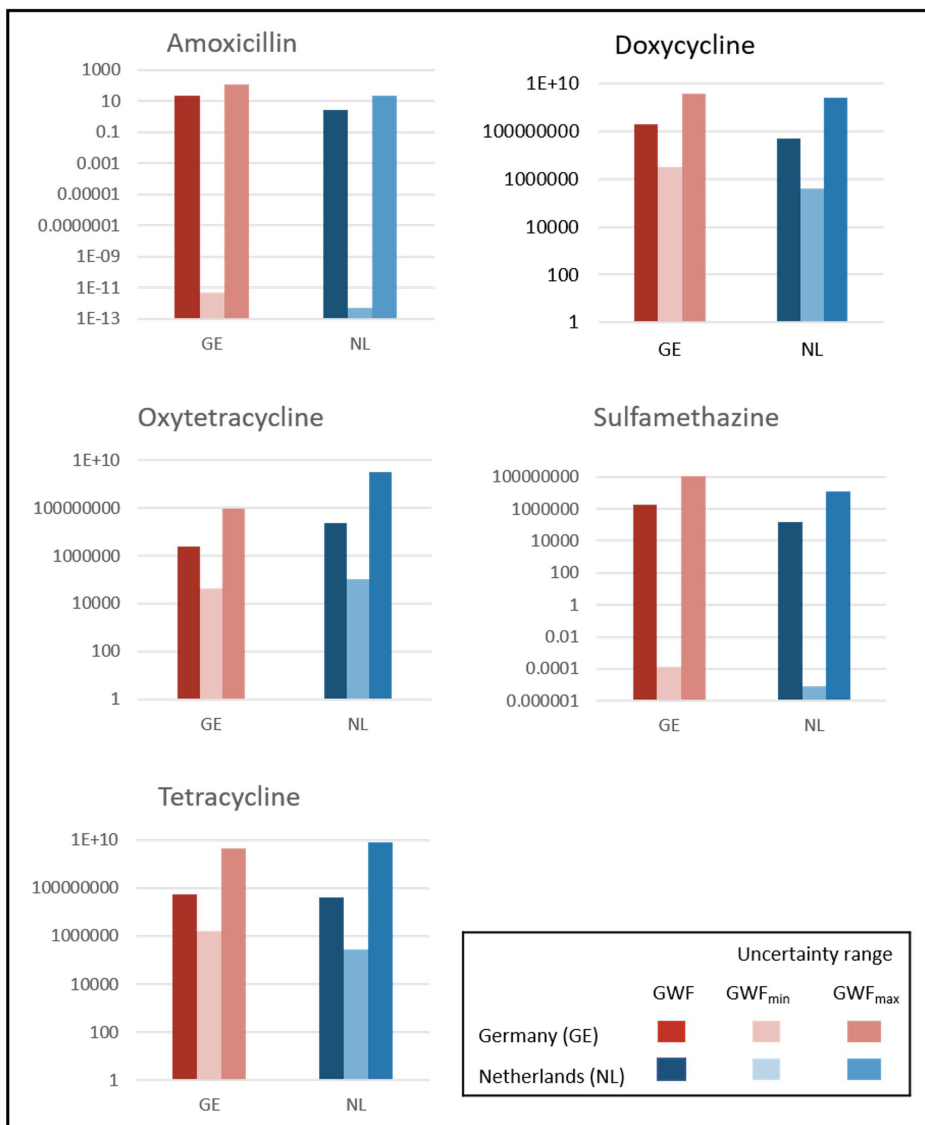 Amoxicillin
1000
10
0.1
0.001
0.00001
0.0000001
1E-09
1E-11
1E-13
GE NL
Doxycycline
1E+10
100000000
1000000
10000
100
1
GE NL
Oxytetracycline
1E+10
100000000
1000000
10000
100
1
GE NL
Sulfamethazine
100000000
1000000
10000
100
1
0.01
0.0001
0.000001
GE NL
Tetracycline
1E+10
100000000
1000000
10000
100
1
GE NL
Uncertainty range
GWF GWFmin GWFmax
Germany (GE)
Netherlands (NL)